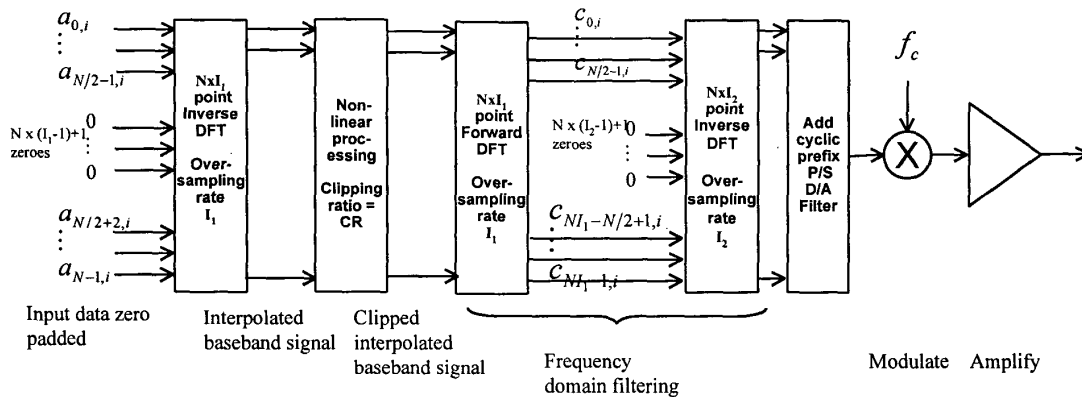 a0,i
⋮
aN/2−1,i
0
N x (I1-1)+1,
zeroes
⋮
0
aN/2+2,i
⋮
aN−1,i
Input data zero
padded
NxI1
point
Inverse
DFT
Over-
sampling
rate
I1
Interpolated
baseband signal
Non-
linear
proc-
essing
Clipping
ratio =
CR
Clipped
interpolated
baseband signal
NxI1
point
Forward
DFT
Over-
sampling
rate
I1
c0,i
⋮
cN/2−1,i
N x (I2-1)+1
zeroes
0
⋮
0
cNI1−N/2+1,i
⋮
cNI1−1,i
Frequency
domain filtering
NxI2
point
Inverse
DFT
Over-
sampling
rate
I2
Add
cyclic
prefix
P/S
D/A
Filter
fc
X
Modulate
Amplify